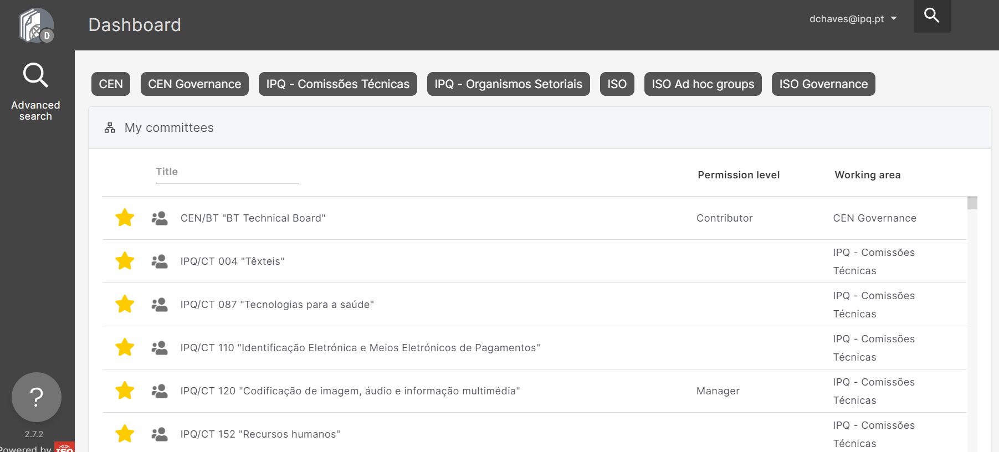 Dashboard
dchaves@ipq.pt
D
Advanced
search
CEN
CEN Governance
IPQ - Comissões Técnicas
IPQ - Organismos Setoriais
ISO
ISO Ad hoc groups
ISO Governance
My committees
Title
Permission level
Working area
CEN/BT "BT Technical Board"
Contributor
CEN Governance
IPQ/CT 004 "Têxteis"
IPQ - Comissões
Técnicas
IPQ/CT 087 "Tecnologias para a saúde"
IPQ - Comissões
Técnicas
IPQ/CT 110 "Identificação Eletrónica e Meios Eletrónicos de Pagamentos"
IPQ - Comissões
Técnicas
IPQ/CT 120 "Codificação de imagem, áudio e informação multimédia"
Manager
IPQ - Comissões
Técnicas
IPQ/CT 152 "Recursos humanos"
IPQ - Comissões
Técnicas
?
2.7.2
Powered by ISO